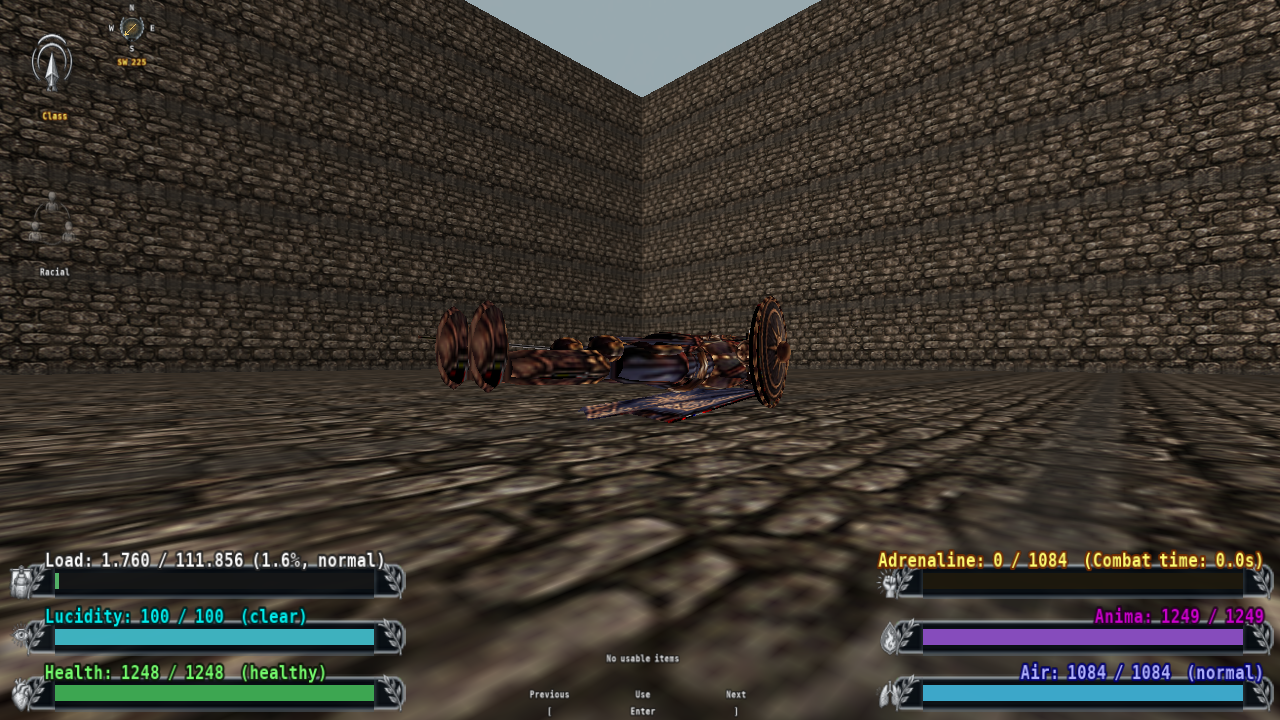 N
W E
S
SW 225
Class
Racial
Load: 1.760 / 111.856 (1.6%, normal)
Lucidity: 100 / 100 (clear)
Health: 1248 / 1248 (healthy)
Adrenaline: 0 / 1084 (Combat time: 0.0s)
Anima: 1249 / 1249
Air: 1084 / 1084 (normal)
No usable items
Previous Use Next
[ Enter ]